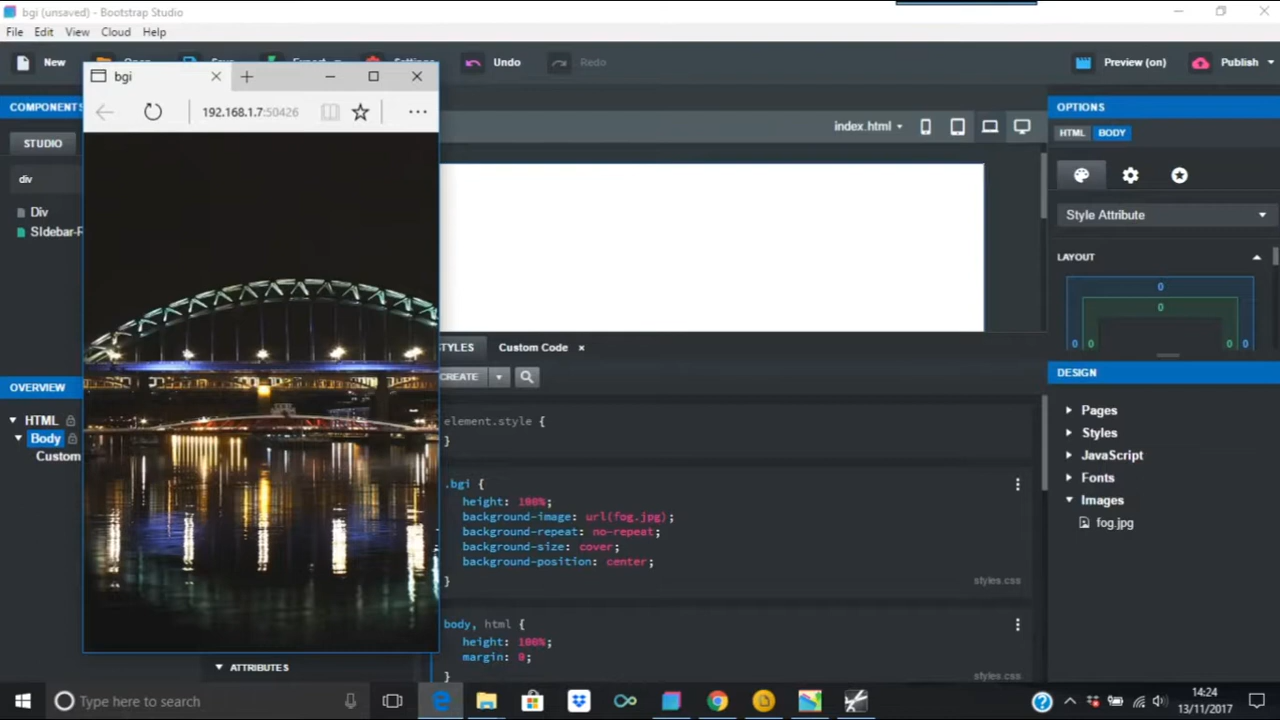 bgi (unsaved) - Bootstrap Studio
File Edit View Cloud Help
New
Undo
Redo
Preview (on)
Publish
bgi
192.168.1.7:50426
COMPONENTS
STUDIO
div
Div
SIdebar-R
index.html
OPTIONS
HTML BODY
Style Attribute
LAYOUT
0
0
0 0 0 0
OVERVIEW
HTML
Body
Custom
TYLES
Custom Code ×
CREATE
element.style {
}
.bgi {
height: 100%;
background-image: url(fog.jpg);
background-repeat: no-repeat;
background-size: cover;
background-position: center;
}
styles.css
body, html {
height: 100%;
margin: 0;
}
styles.css
DESIGN
Pages
Styles
JavaScript
Fonts
Images
fog.jpg
ATTRIBUTES
Type here to search
14:24
13/11/2017